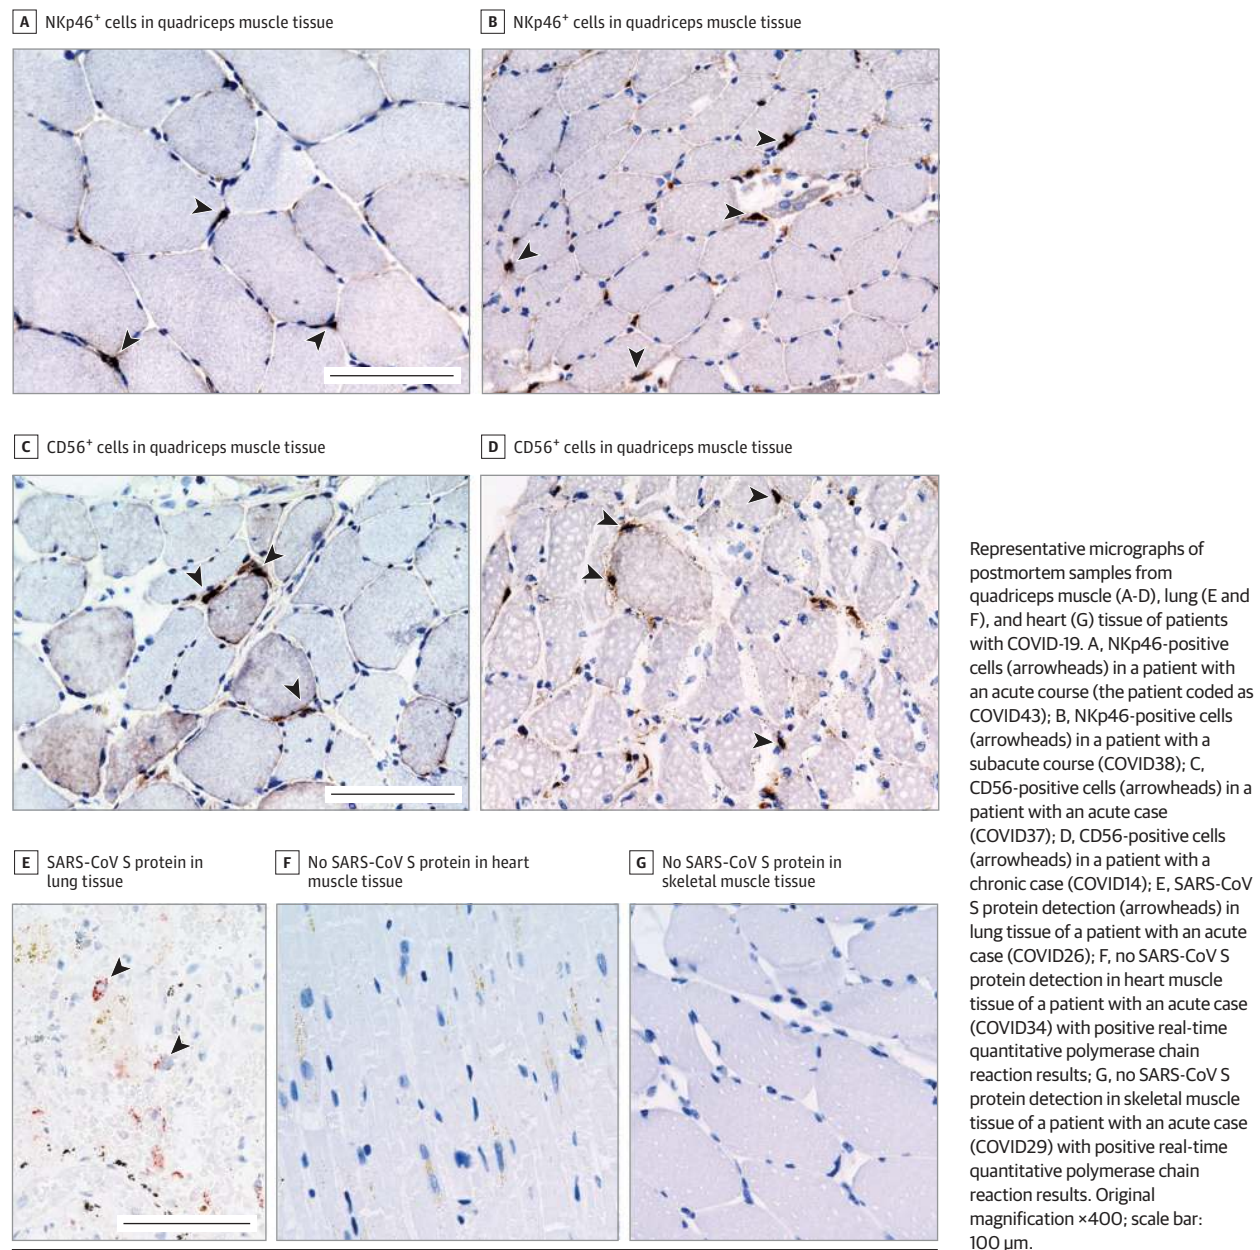 A NKp46+ cells in quadriceps muscle tissue
B NKp46+ cells in quadriceps muscle tissue
C CD56+ cells in quadriceps muscle tissue
D CD56+ cells in quadriceps muscle tissue
E SARS-CoV S protein in
lung tissue
F No SARS-CoV S protein in heart
muscle tissue
G No SARS-CoV S protein in
skeletal muscle tissue
Representative micrographs of
postmortem samples from
quadriceps muscle (A-D), lung (E and
F), and heart (G) tissue of patients
with COVID-19. A, NKp46-positive
cells (arrowheads) in a patient with
an acute course (the patient coded as
COVID43); B, NKp46-positive cells
(arrowheads) in a patient with a
subacute course (COVID38); C,
CD56-positive cells (arrowheads) in a
patient with an acute case
(COVID37); D, CD56-positive cells
(arrowheads) in a patient with a
chronic case (COVID14); E, SARS-CoV
S protein detection (arrowheads) in
lung tissue of a patient with an acute
case (COVID26); F, no SARS-CoV S
protein detection in heart muscle
tissue of a patient with an acute case
(COVID34) with positive real-time
quantitative polymerase chain
reaction results; G, no SARS-CoV S
protein detection in skeletal muscle
tissue of a patient with an acute case
(COVID29) with positive real-time
quantitative polymerase chain
reaction results. Original
magnification ×400; scale bar:
100 μm.